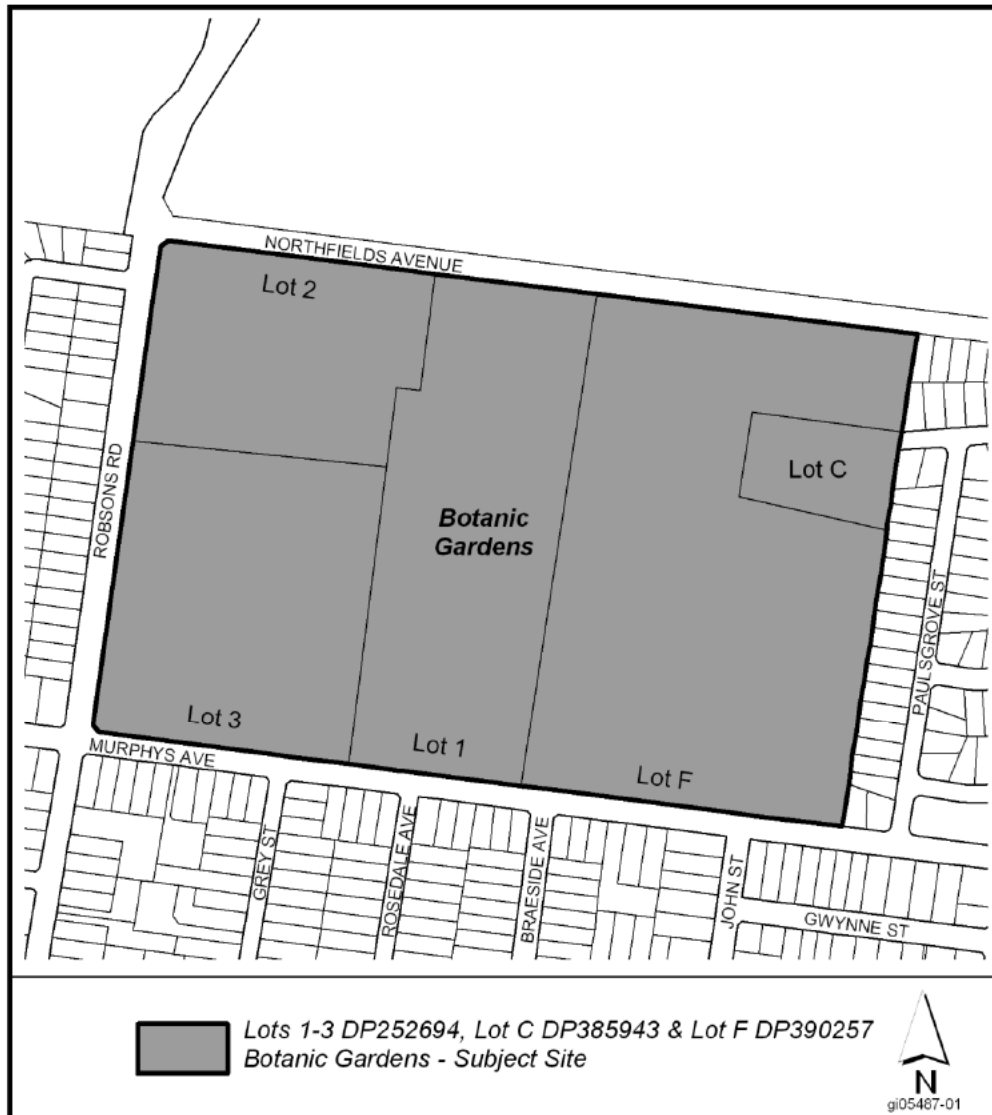 NORTHFIELDS AVENUE
Lot 2
Lot C
ROBSONS RD
Botanic
Gardens
PAULSGROVE ST
Lot 3
Lot 1
Lot F
MURPHYS AVE
GREY ST
ROSEDALE AVE
BRAESIDE AVE
JOHN ST
GWYNNE ST
Lots 1-3 DP252694, Lot C DP385943 & Lot F DP390257
Botanic Gardens - Subject Site
N
gi05487-01